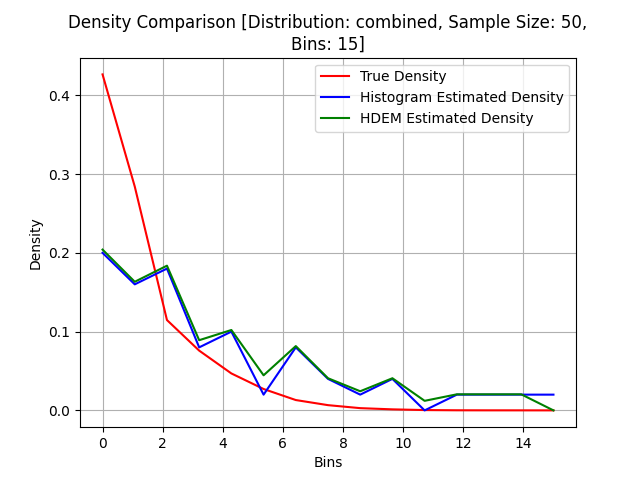 Density Comparison [Distribution: combined, Sample Size: 50,
Bins: 15]
True Density
Histogram Estimated Density
HDEM Estimated Density
Density
0.4
0.3
0.2
0.1
0.0
0 2 4 6 8 10 12 14
Bins